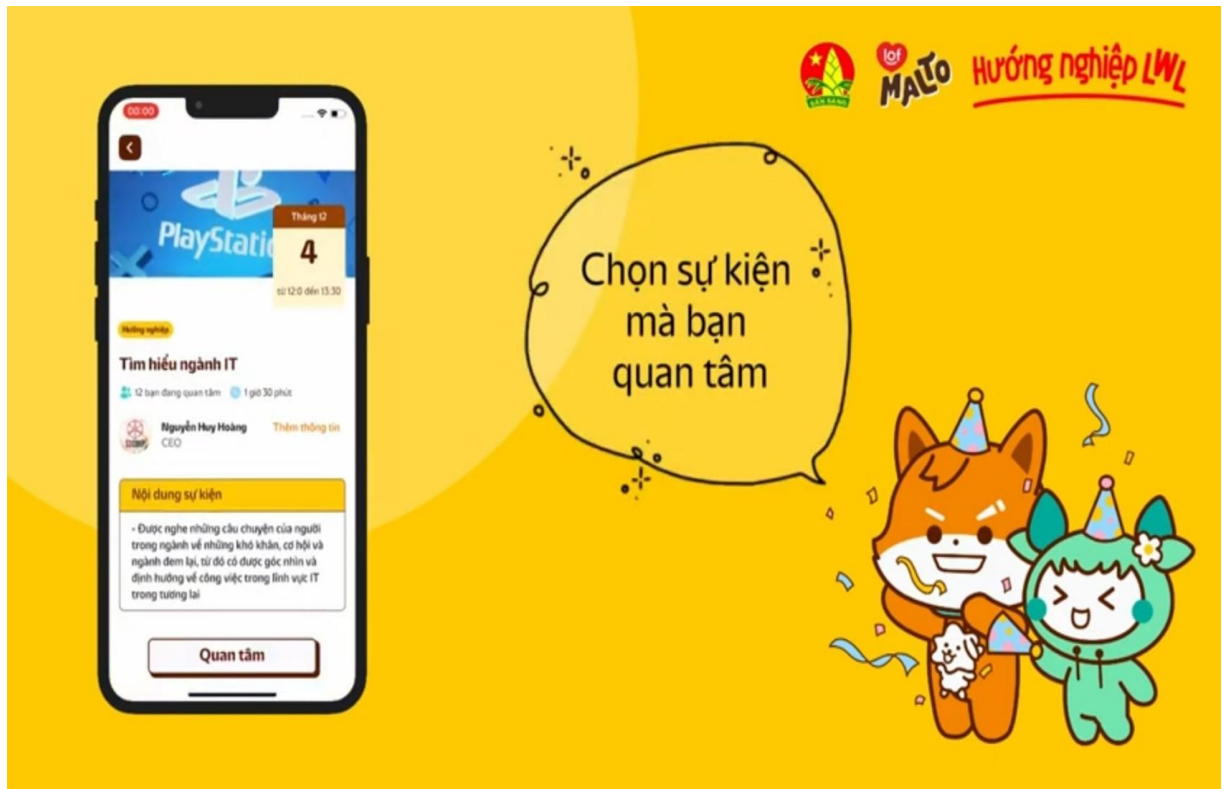 SẴN SÀNG
lof
MALTO
Hướng nghiệp LWL
00:00
PlayStati
Tháng 12
4
từ 12:0 đến 13:30
Hướng nghiệp
Tìm hiểu ngành IT
12 bạn đang quan tâm 1 giờ 30 phút
Nguyễn Huy Hoàng Thêm thông tin
CEO
Nội dung sự kiện
- Được nghe những câu chuyện của người
trong ngành về những khó khăn, cơ hội và
ngành đem lại, từ đó có được góc nhìn và
định hướng về công việc trong lĩnh vực IT
trong tương lai
Quan tâm
Chọn sự kiện
mà bạn
quan tâm